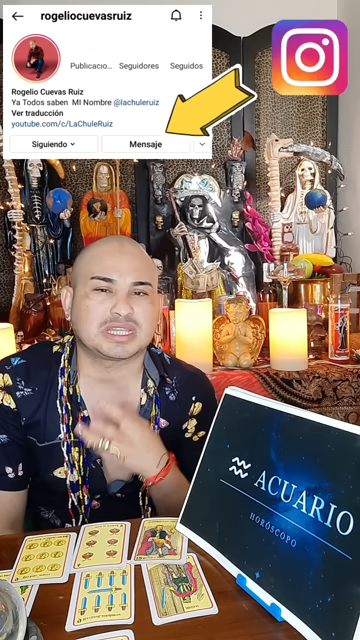 rogeliocuevasruiz
Publicacio... Seguidores Seguidos
Rogelio Cuevas Ruiz
Ya Todos saben MI Nombre @lachuleruiz
Ver traducción
youtube.com/c/LaChuleRuiz
Siguiendo Mensaje
ACUARIO
HORÓSCOPO